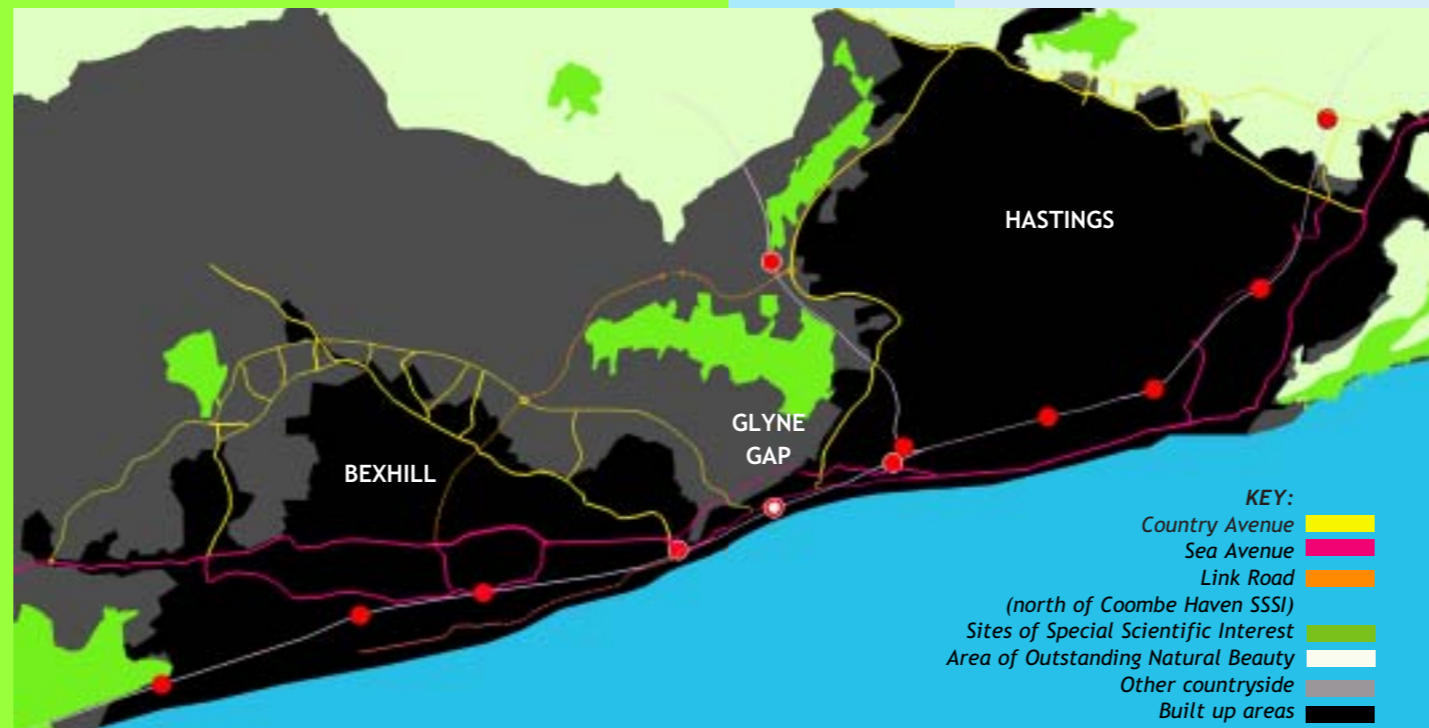 HASTINGS
GLYNE
GAP
BEXHILL
KEY:
Country Avenue
Sea Avenue
Link Road
(north of Coombe Haven SSSI)
Sites of Special Scientific Interest
Area of Outstanding Natural Beauty
Other countryside
Built up areas